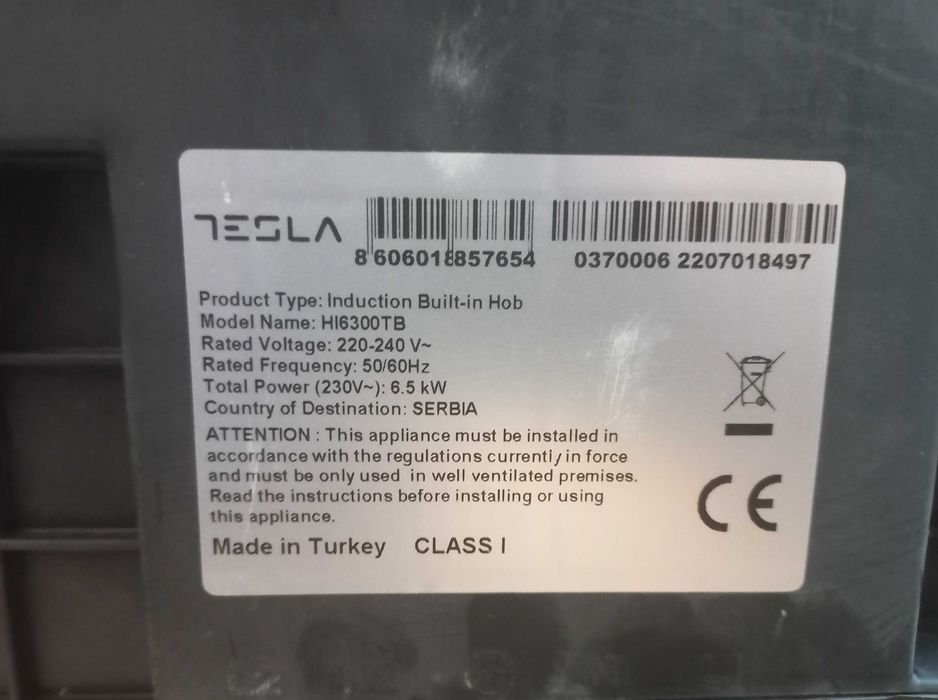 TESLA
8 606018857654
0370006 2207018497
Product Type: Induction Built-in Hob
Model Name: HI6300TB
Rated Voltage: 220-240 V~
Rated Frequency: 50/60Hz
Total Power (230V~): 6.5 kW
Country of Destination: SERBIA
ATTENTION : This appliance must be installed in
accordance with the regulations currently in force
and must be only used in well ventilated premises.
Read the instructions before installing or using
this appliance.
Made in Turkey CLASS I
CE